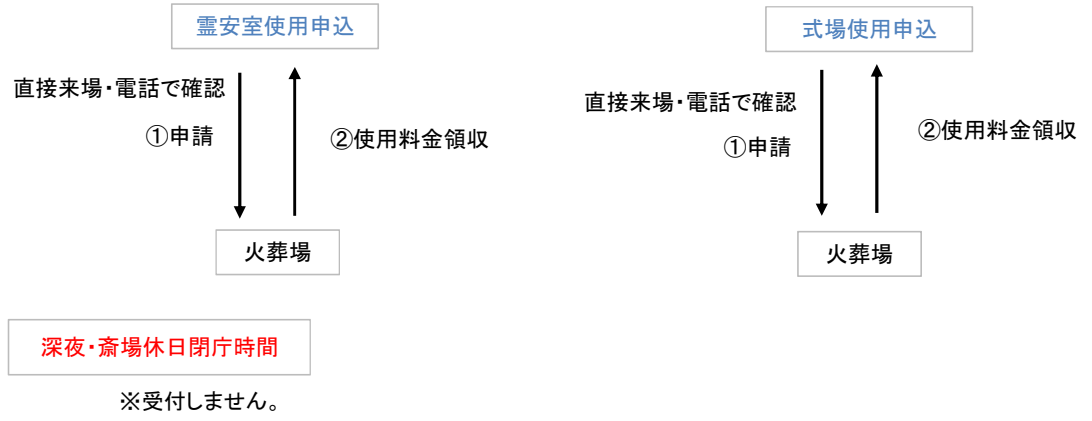 霊安室使用申込
直接来場・電話で確認
①申請
②使用料金領収
火葬場
式場使用申込
直接来場・電話で確認
①申請
②使用料金領収
火葬場
深夜・斎場休日閉庁時間
※受付しません。